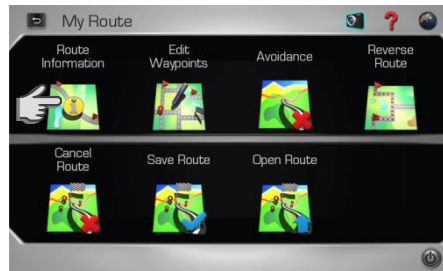 My Route
?
Route
Information
Edit
Waypoints
Avoidance
Reverse
Route
Cancel
Route
Save Route
Open Route